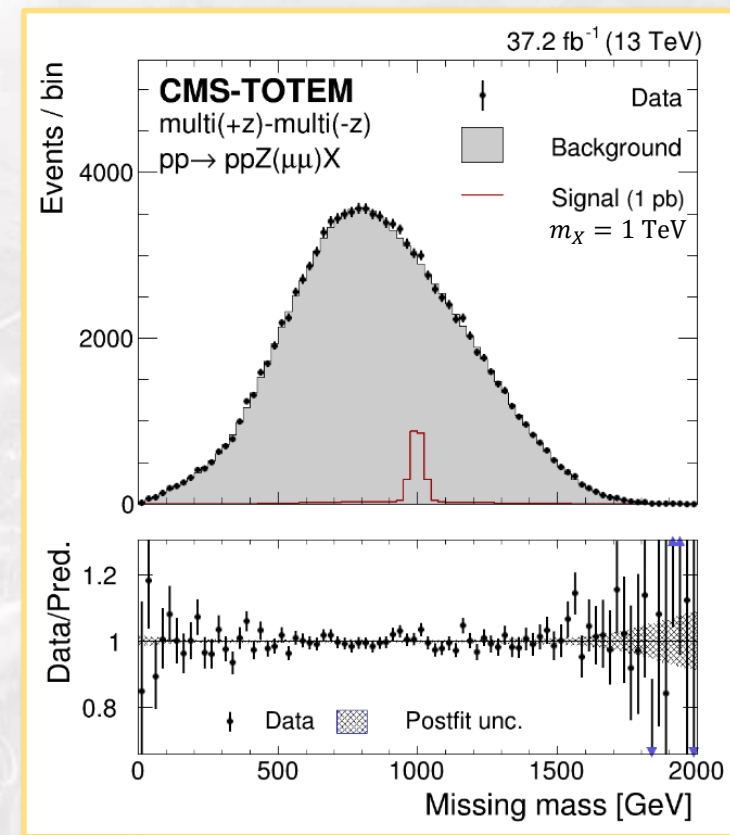 37.2 fb⁻¹ (13 TeV)
CMS-TOTEM
multi(+z)-multi(-z)
pp→ ppZ(μμ)X
Data
Background
Signal (1 pb)
m_X = 1 TeV
Events / bin
4000
2000
0
Data/Pred.
1.2
1
0.8
Data
Postfit unc.
0
500
1000
1500
2000
Missing mass [GeV]